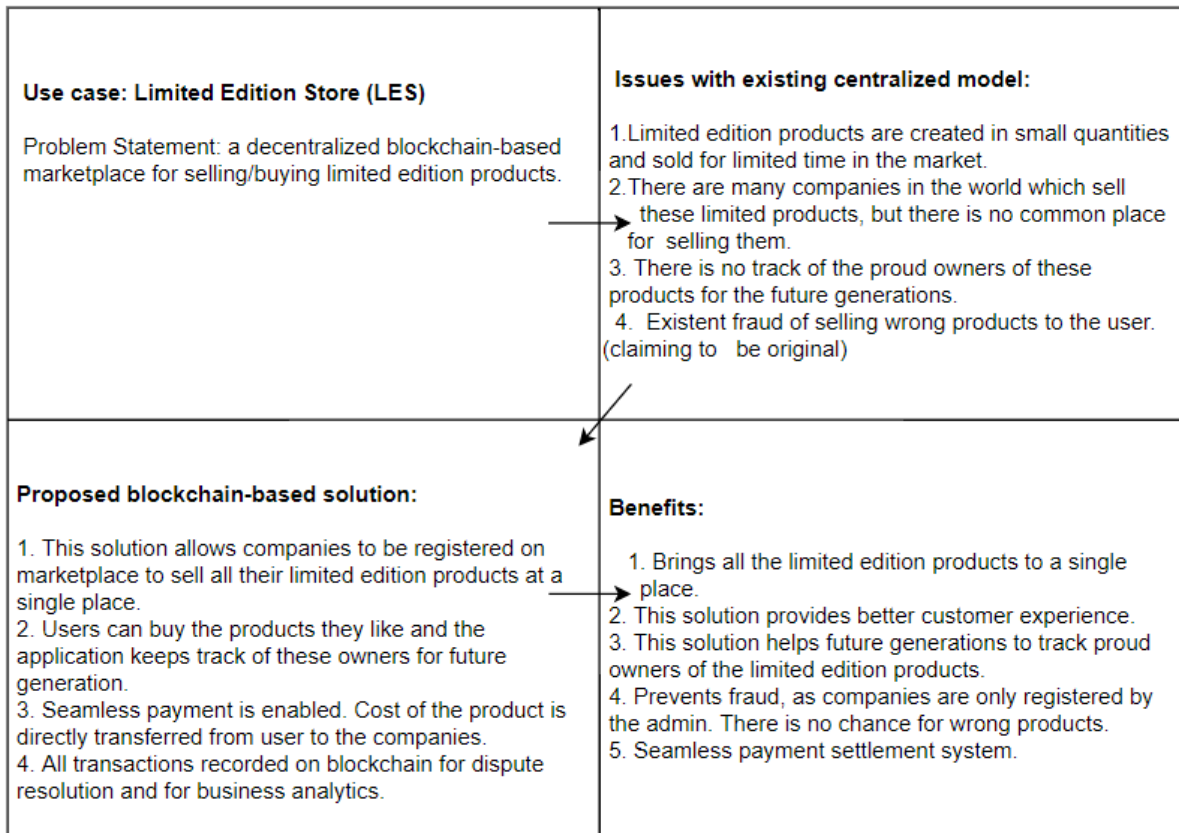 Use case: Limited Edition Store (LES)
Problem Statement: a decentralized blockchain-based
marketplace for selling/buying limited edition products.
Issues with existing centralized model:
1.Limited edition products are created in small quantities
and sold for limited time in the market.
2.There are many companies in the world which sell
these limited products, but there is no common place
for selling them.
3. There is no track of the proud owners of these
products for the future generations.
4. Existent fraud of selling wrong products to the user.
(claiming to be original)
Proposed blockchain-based solution:
1. This solution allows companies to be registered on
marketplace to sell all their limited edition products at a
single place.
2. Users can buy the products they like and the
application keeps track of these owners for future
generation.
3. Seamless payment is enabled. Cost of the product is
directly transferred from user to the companies.
4. All transactions recorded on blockchain for dispute
resolution and for business analytics.
Benefits:
1. Brings all the limited edition products to a single
place.
2. This solution provides better customer experience.
3. This solution helps future generations to track proud
owners of the limited edition products.
4. Prevents fraud, as companies are only registered by
the admin. There is no chance for wrong products.
5. Seamless payment settlement system.